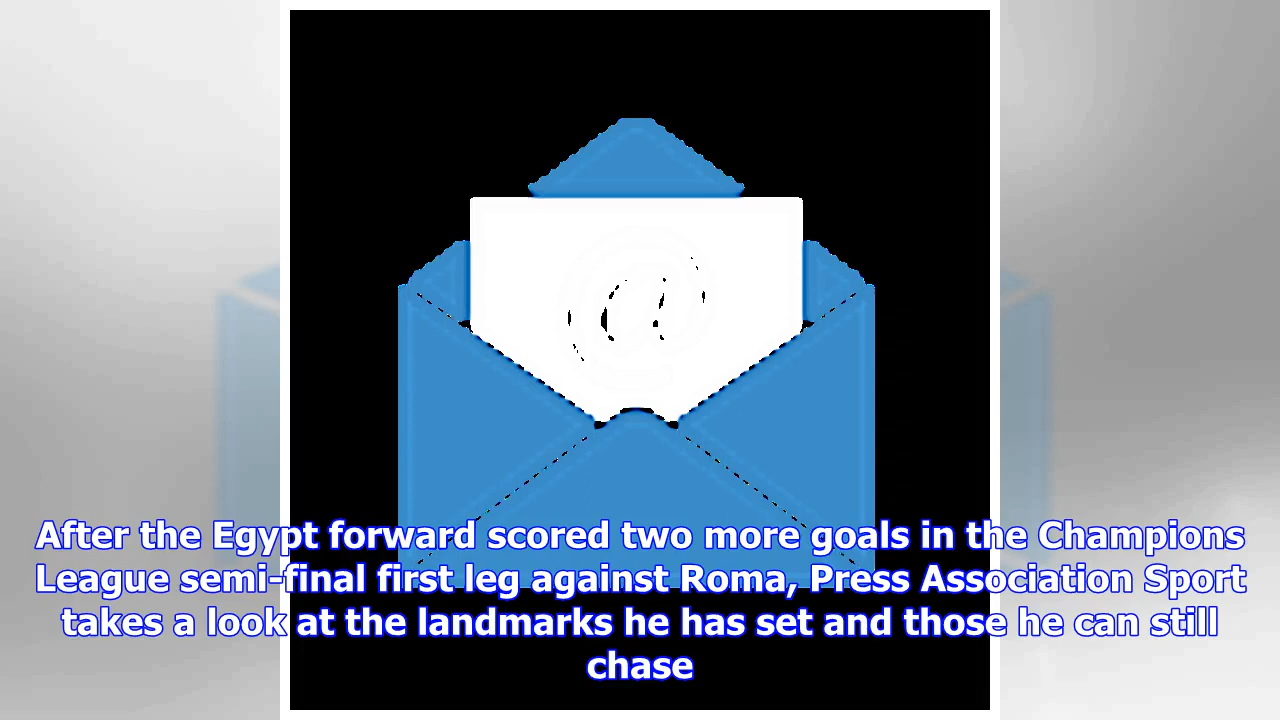 @
After the Egypt forward scored two more goals in the Champions
League semi-final first leg against Roma, Press Association Sport
takes a look at the landmarks he has set and those he can still
chase